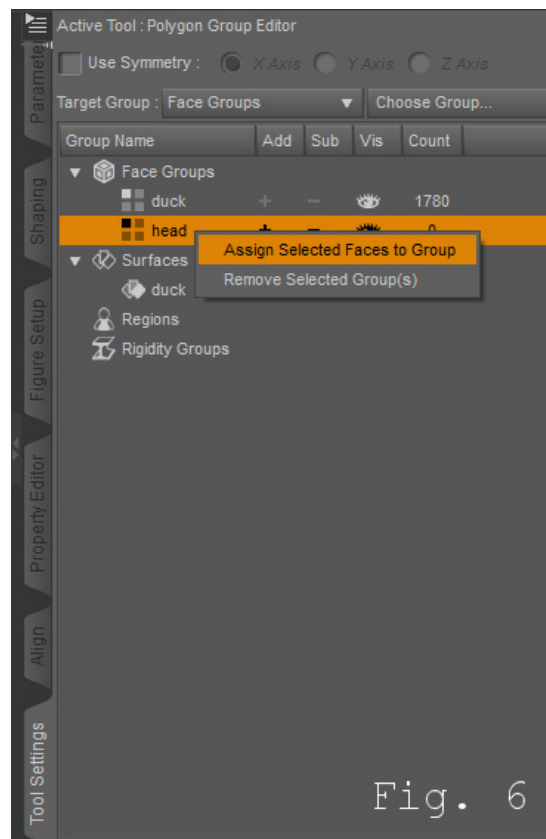 Active Tool : Polygon Group Editor
Use Symmetry :
X Axis
Y Axis
Z Axis
Target Group :
Face Groups
Choose Group...
Group Name
Add
Sub
Vis
Count
Face Groups
duck
+
–
1780
head
Assign Selected Faces to Group
Remove Selected Group(s)
Surfaces
duck
Regions
Rigidity Groups
Parameter
Shaping
Figure Setup
Property Editor
Align
Tool Settings
Fig. 6